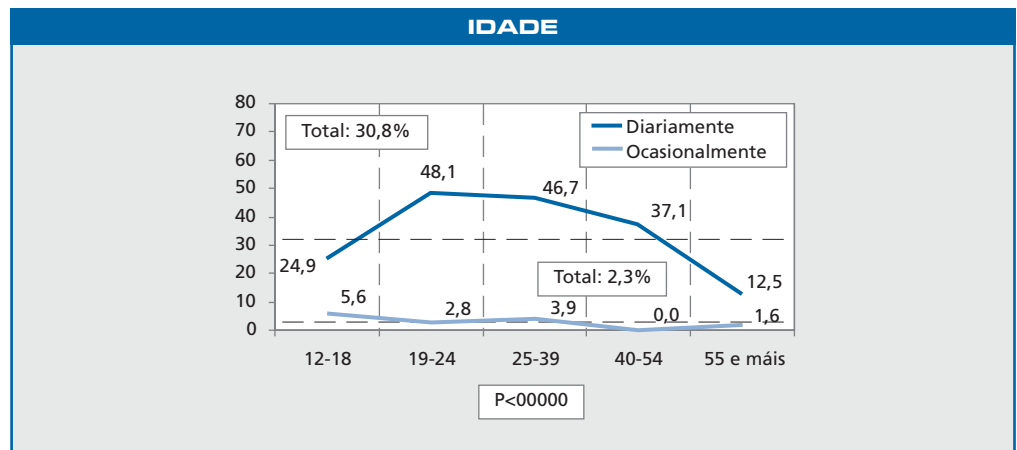 IDADE
80
70
60
50
40
30
20
10
0
Total: 30,8%
Diariamente
Ocasionalmente
24,9
48,1
46,7
37,1
12,5
Total: 2,3%
5,6
2,8
3,9
0,0
1,6
12-18 19-24 25-39 40-54 55 e máis
P<00000